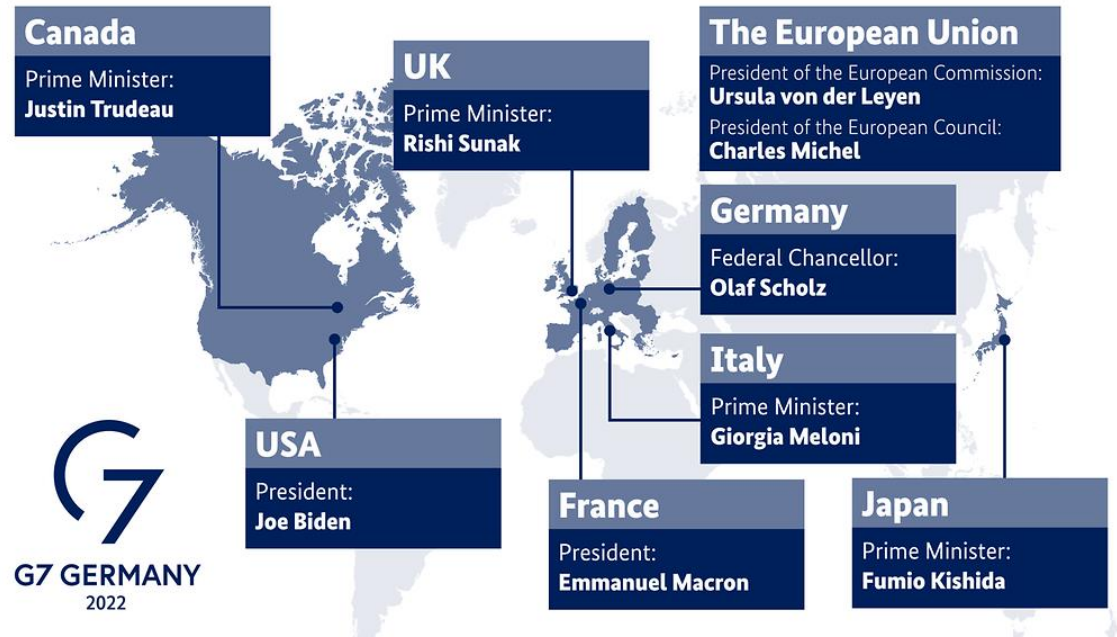 Canada
Prime Minister:
Justin Trudeau
UK
Prime Minister:
Rishi Sunak
The European Union
President of the European Commission:
Ursula von der Leyen
President of the European Council:
Charles Michel
Germany
Federal Chancellor:
Olaf Scholz
Italy
Prime Minister:
Giorgia Meloni
USA
President:
Joe Biden
France
President:
Emmanuel Macron
Japan
Prime Minister:
Fumio Kishida
G7
G7 GERMANY
2022